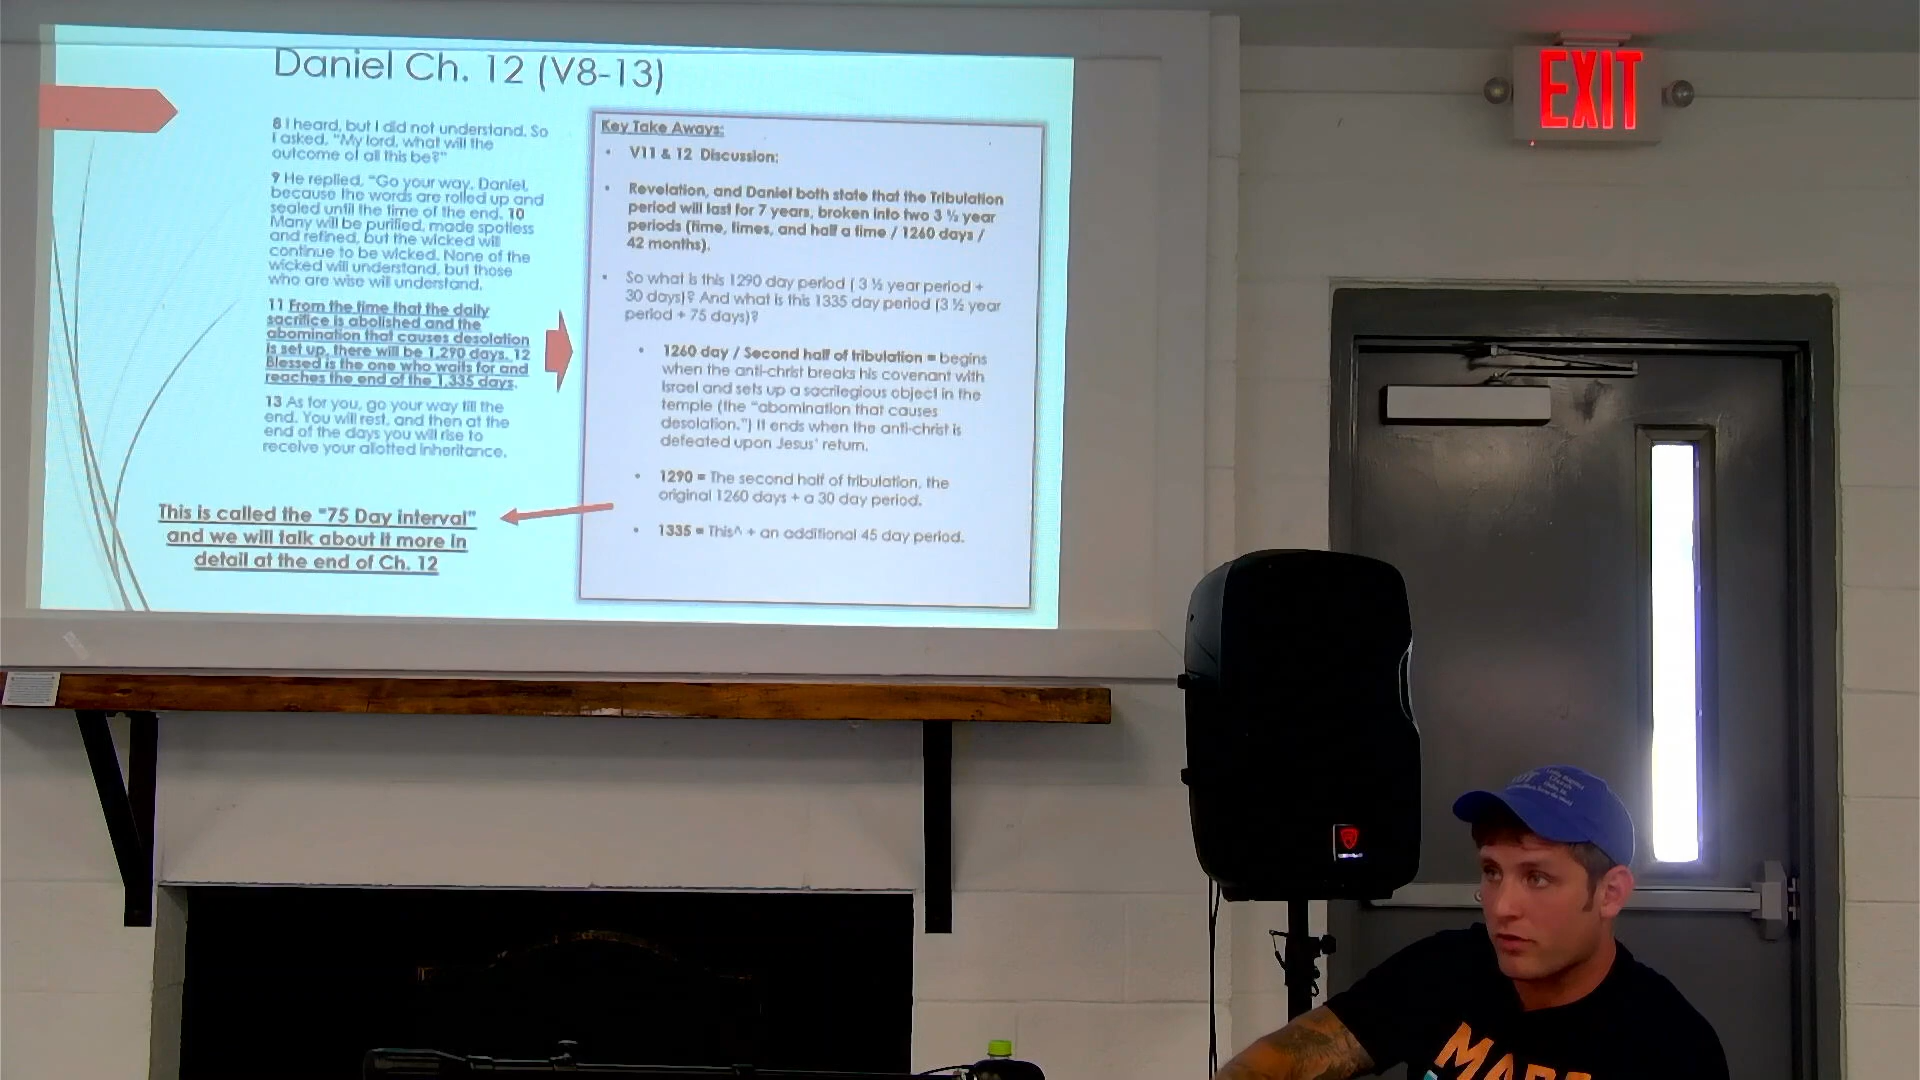 Daniel Ch. 12 (V8-13)
8 I heard, but I did not understand. So
I asked, "My lord, what will the
outcome of all this be?"
9 He replied, "Go your way, Daniel,
because the words are rolled up and
sealed until the time of the end. 10
Many will be purified, made spotless
and refined, but the wicked will
continue to be wicked. None of the
wicked will understand, but those
who are wise will understand.
11 From the time that the daily
sacrifice is abolished and the
abomination that causes desolation
is set up, there will be 1,290 days. 12
Blessed is the one who waits for and
reaches the end of the 1,335 days.
13 As for you, go your way till the
end. You will rest, and then at the
end of the days you will rise to
receive your allotted inheritance.
This is called the "75 Day interval"
and we will talk about it more in
detail at the end of Ch. 12
Key Take Aways:
• V11 & 12 Discussion:
• Revelation, and Daniel both state that the Tribulation
period will last for 7 years, broken into two 3 ½ year
periods (time, times, and half a time / 1260 days /
42 months).
• So what is this 1290 day period ( 3 ½ year period +
30 days)? And what is this 1335 day period (3 ½ year
period + 75 days)?
• 1260 day / Second half of tribulation = begins
when the anti-christ breaks his covenant with
Israel and sets up a sacrilegious object in the
temple (the "abomination that causes
desolation.") It ends when the anti-christ is
defeated upon Jesus' return.
• 1290 = The second half of tribulation, the
original 1260 days + a 30 day period.
• 1335 = This^ + an additional 45 day period.
EXIT